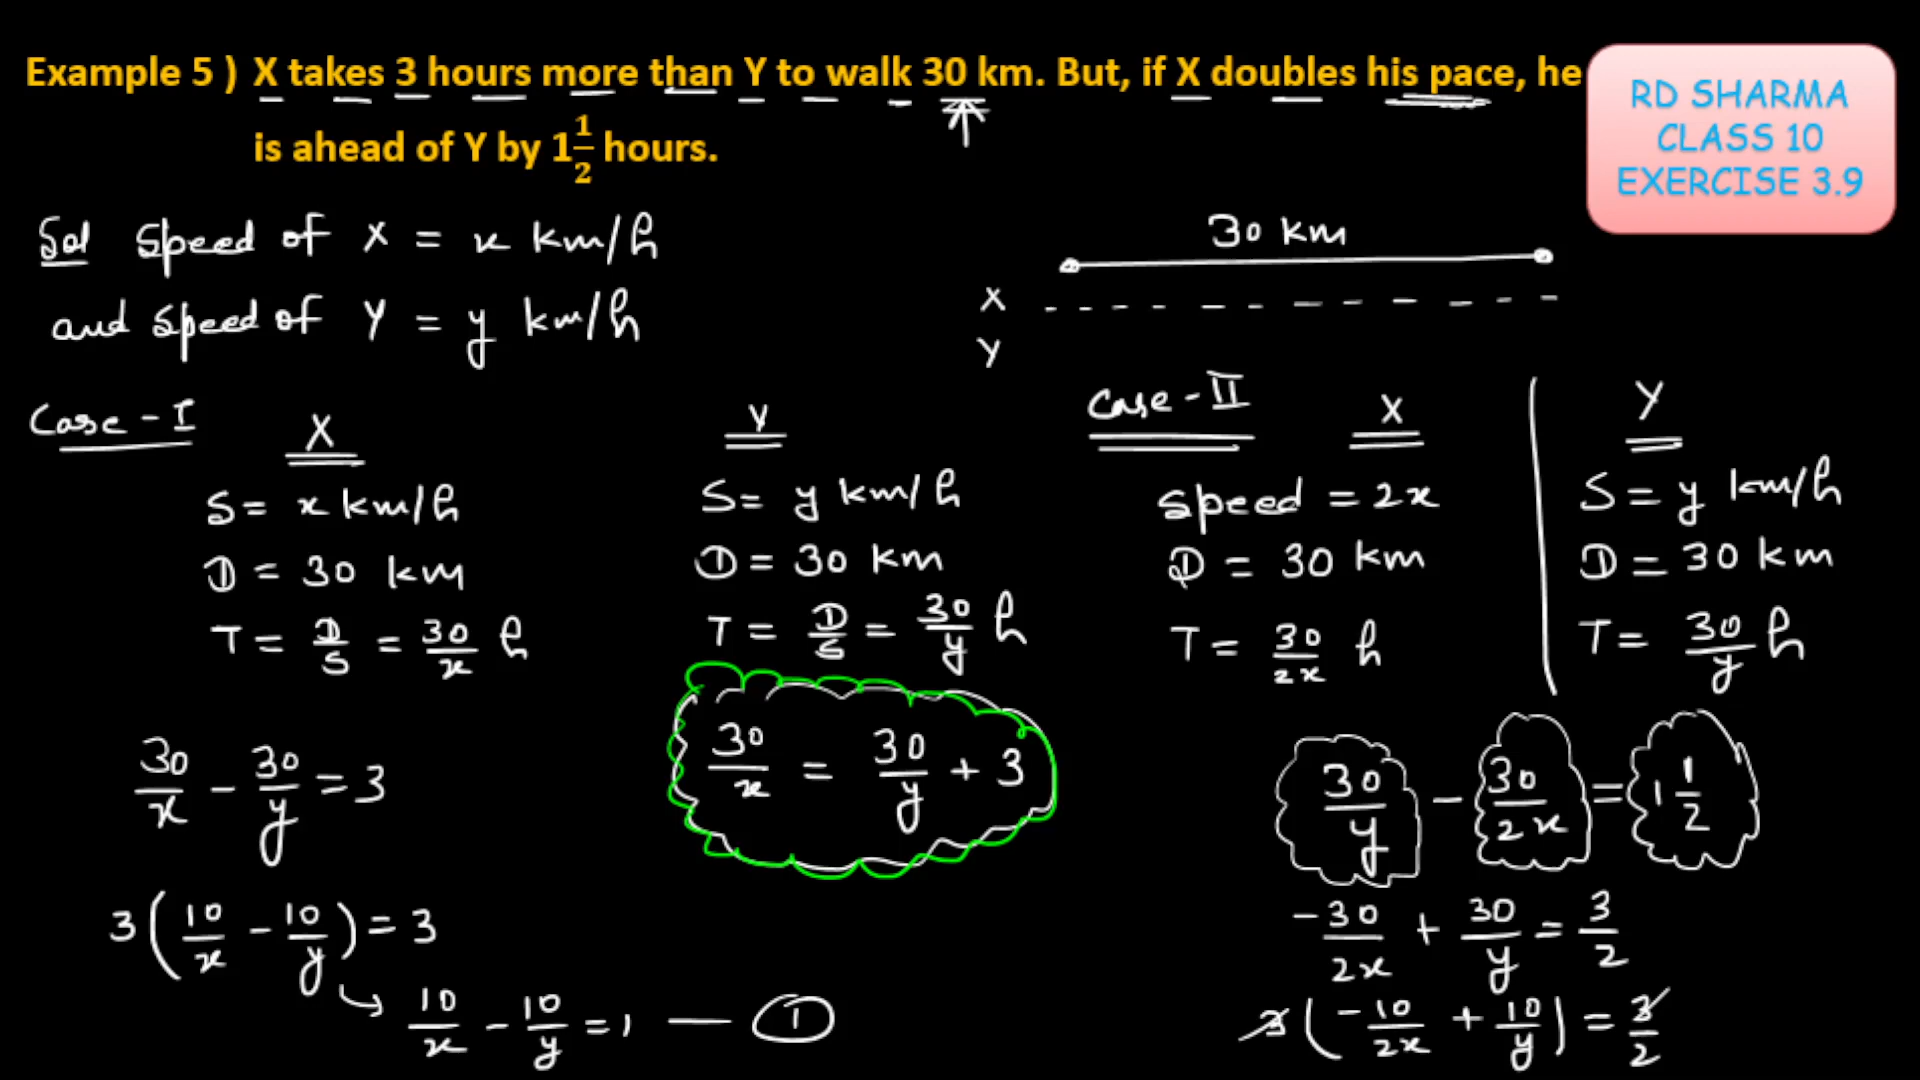 Example 5 ) X takes 3 hours more than Y to walk 30 km. But, if X doubles his pace, he
is ahead of Y by 1 1/2 hours.
RD SHARMA
CLASS 10
EXERCISE 3.9
Sol Speed of X = x km/h
and speed of Y = y km/h
30 km
X
Y
Case - I
X
S = x km/h
D = 30 km
T = D/S = 30/x h
Y
S = y km/h
D = 30 km
T = D/S = 30/y h
Case - II
X
Speed = 2x
D = 30 km
T = 30/2x h
Y
S = y km/h
D = 30 km
T = 30/y h
30/x - 30/y = 3
30/x = 30/y + 3
3 ( 10/x - 10/y ) = 3
10/x - 10/y = 1 — 1
30/y - 30/2x = 1 1/2
-30/2x + 30/y = 3/2
3 ( -10/2x + 10/y ) = 3/2